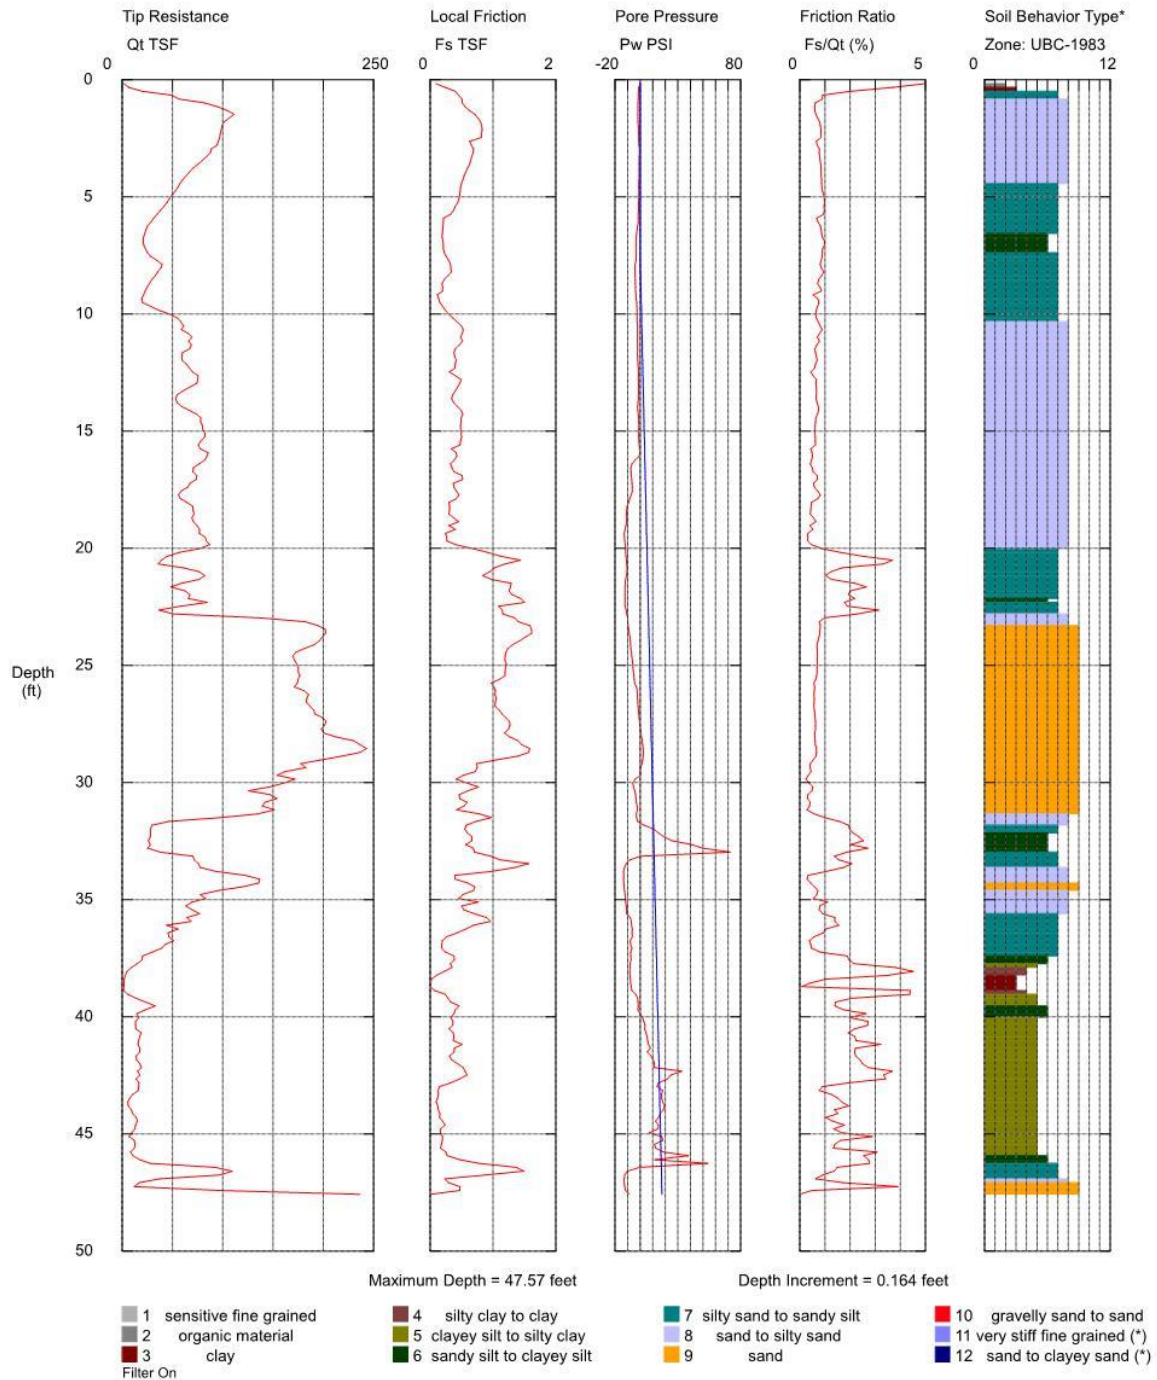 Tip Resistance Local Friction Pore Pressure Friction Ratio Soil Behavior Type*
Qt TSF Fs TSF Pw PSI Fs/Qt (%) Zone: UBC-1983
0 250 0 2 -20 80 0 5 0 12
0
5
10
15
20
25
Depth
(ft)
30
35
40
45
50
Maximum Depth = 47.57 feet Depth Increment = 0.164 feet
1 sensitive fine grained 4 silty clay to clay 7 silty sand to sandy silt 10 gravelly sand to sand
2 organic material 5 clayey silt to silty clay 8 sand to silty sand 11 very stiff fine grained (*)
3 clay 6 sandy silt to clayey silt 9 sand 12 sand to clayey sand (*)
Filter On